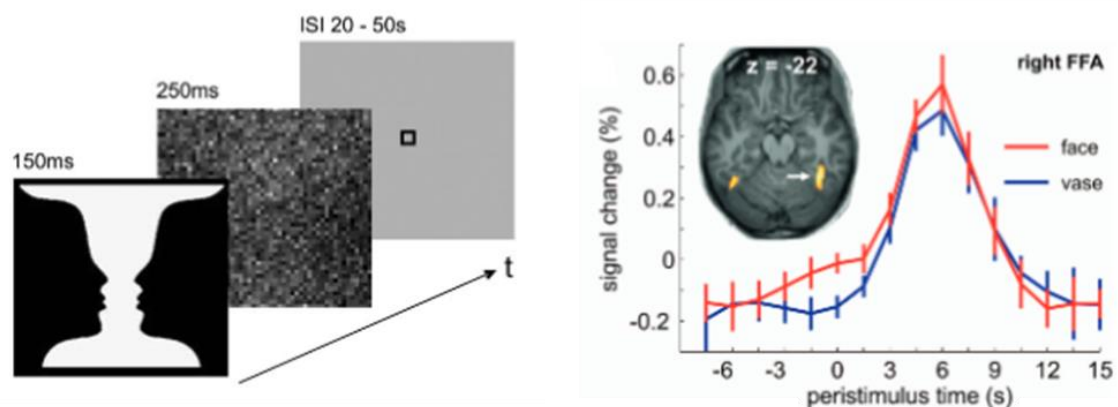 ISI 20 - 50s
250ms
150ms
t
z = -22
right FFA
face
vase
signal change (%)
0.6
0.4
0.2
0
-0.2
-6 -3 0 3 6 9 12 15
peristimulus time (s)